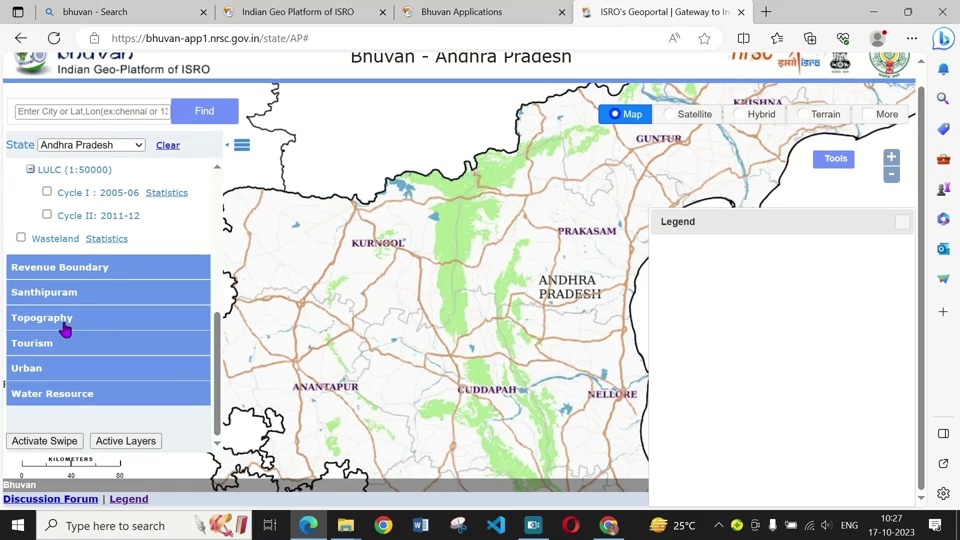 bhuvan - Search
Indian Geo Platform of ISRO
Bhuvan Applications
ISRO's Geoportal | Gateway to In
https://bhuvan-app1.nrsc.gov.in/state/AP#
bhuvan
Indian Geo-Platform of ISRO
Bhuvan - Andhra Pradesh
nrsc
इसरो isro
Enter City or Lat,Lon(ex:chennai or 13
Find
Map
Satellite
Hybrid
Terrain
More
State
Andhra Pradesh
Clear
Tools
LULC (1:50000)
Cycle I : 2005-06
Statistics
Cycle II: 2011-12
Wasteland
Statistics
Revenue Boundary
Santhipuram
Topography
Tourism
Urban
Water Resource
Activate Swipe
Active Layers
KRISHNA
GUNTUR
PRAKASAM
KURNOOL
ANDHRA
PRADESH
ANANTAPUR
CUDDAPAH
NELLORE
Legend
KILOMETERS
0 40 80
Bhuvan
Discussion Forum | Legend
Type here to search
25°C
ENG
10:27
17-10-2023